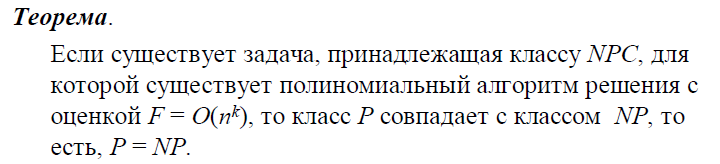 Теорема.
Если существует задача, принадлежащая классу NPC, для
которой существует полиномиальный алгоритм решения с
оценкой F = O(nᵏ), то класс P совпадает с классом NP, то
есть, P = NP.